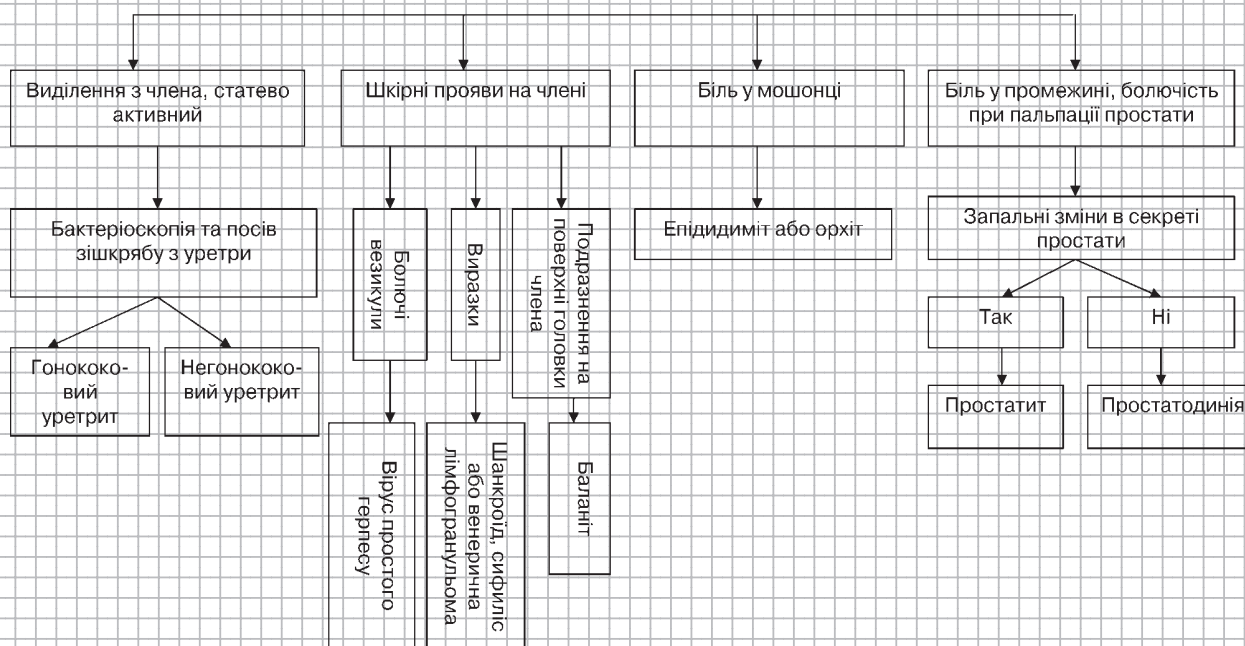 Виділення з члена, статево
активний
Шкірні прояви на члені
Біль у мошонці
Біль у промежині, болючість
при пальпації простати
Бактеріоскопія та посів
зішкрябу з уретри
Болючі
везикули
Виразки
Подразнення на
поверхні головки
члена
Епідидиміт або орхіт
Запальні зміни в секреті
простати
Так
Ні
Гонококо-
вий
уретрит
Негонококо-
вий уретрит
Простатит
Простатодинія
Вірус простого
герпесу
Шанкроїд, сифиліс
або венерична
лімфогранульома
Баланіт